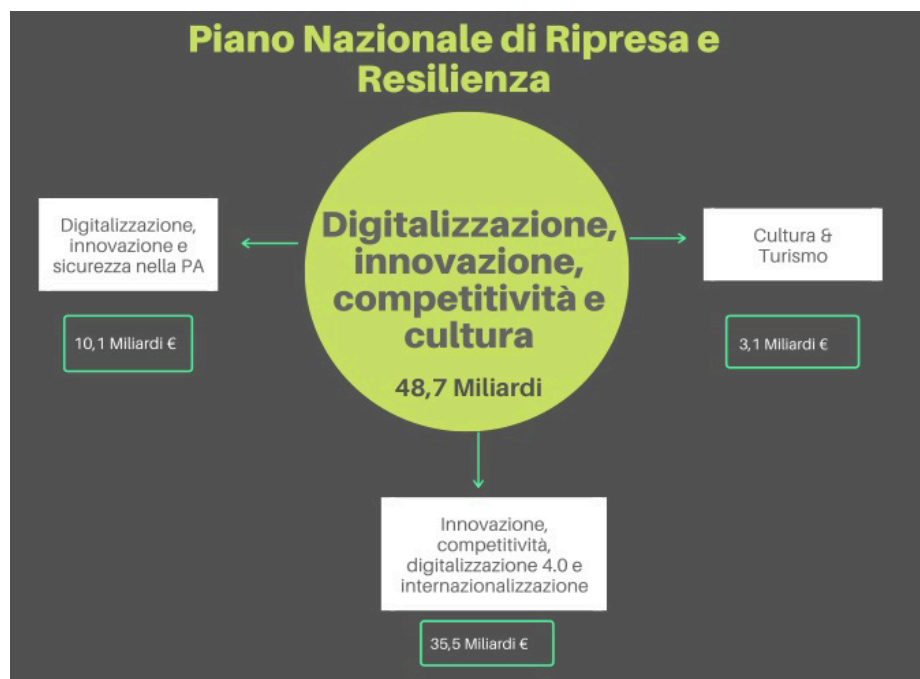 Piano Nazionale di Ripresa e
Resilienza
Digitalizzazione,
innovazione,
competitività e
cultura
48,7 Miliardi
Digitalizzazione,
innovazione e
sicurezza nella PA
10,1 Miliardi €
Cultura &
Turismo
3,1 Miliardi €
Innovazione,
competitività,
digitalizzazione 4.0 e
internazionalizzazione
35,5 Miliardi €